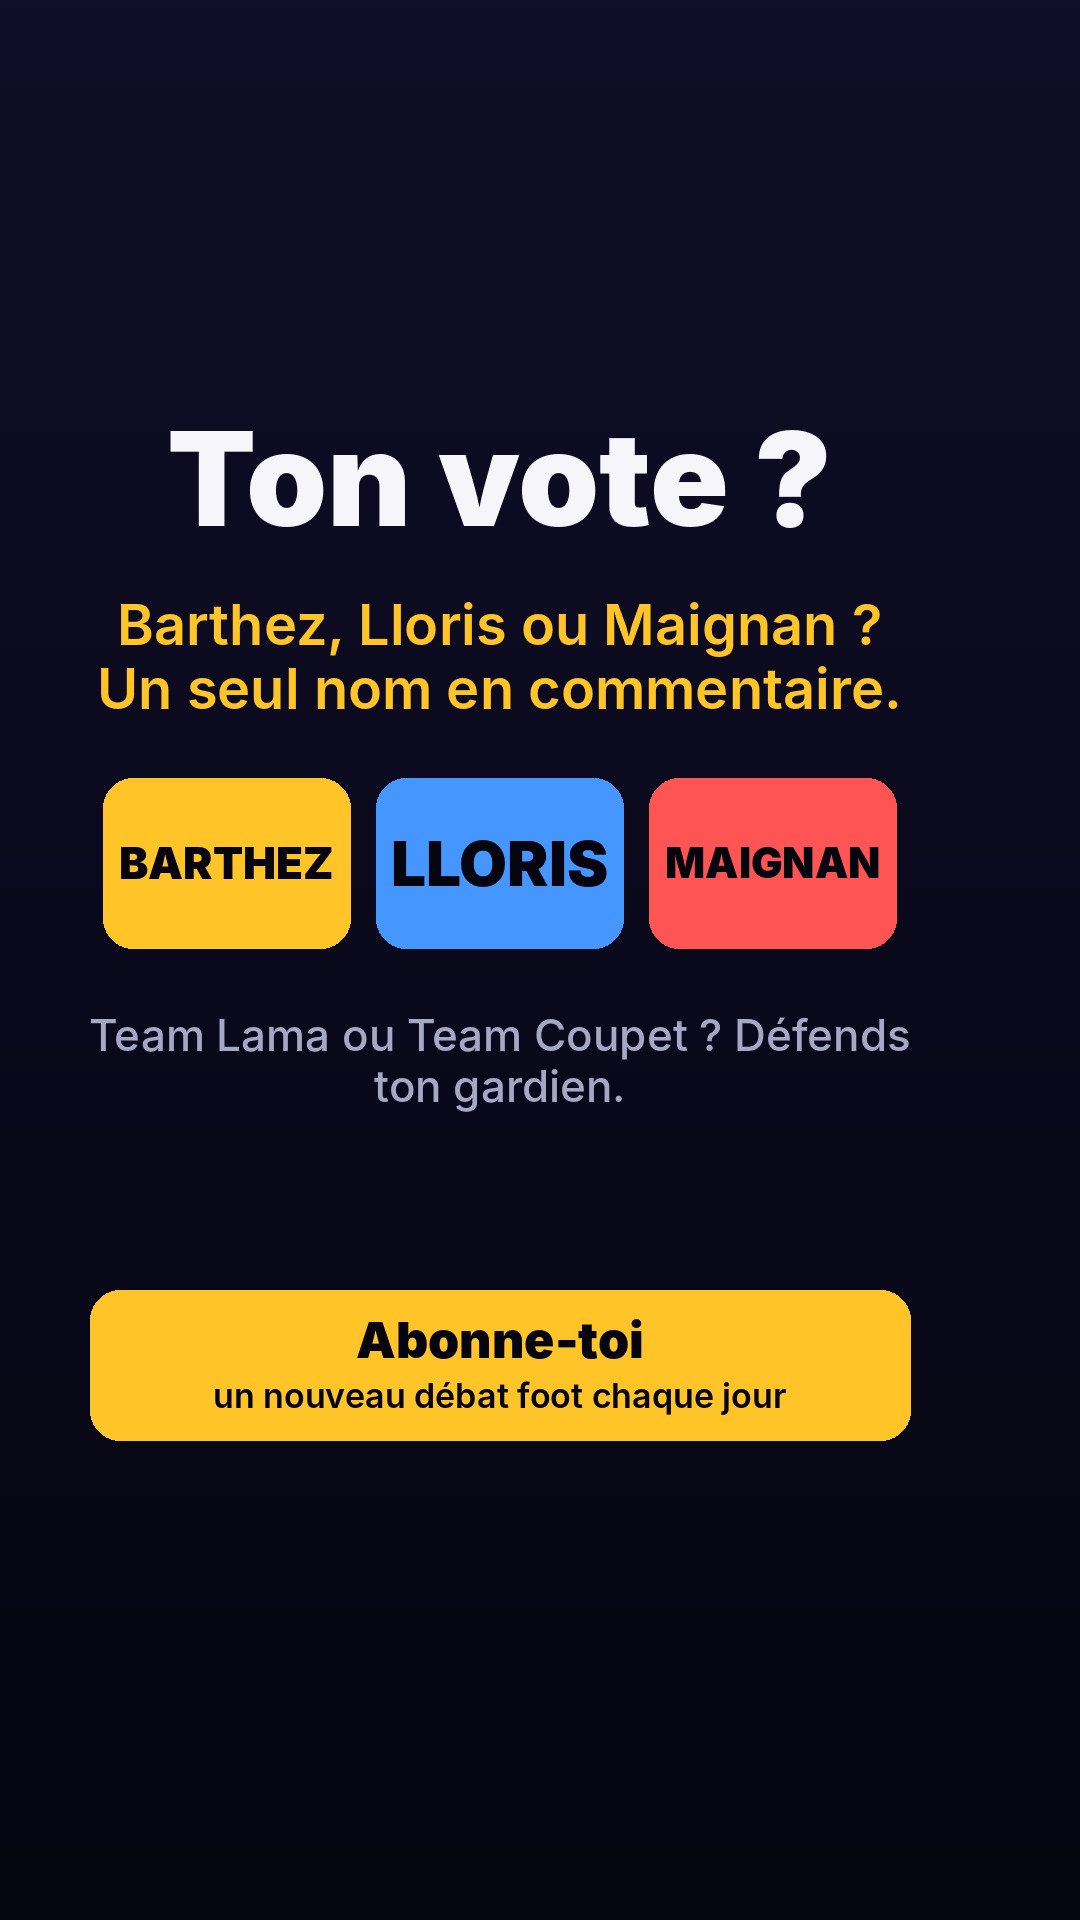 Ton vote ?
Barthez, Lloris ou Maignan ?
Un seul nom en commentaire.
BARTHEZ LLORIS MAIGNAN
Team Lama ou Team Coupet ? Défends
ton gardien.
Abonne-toi
un nouveau débat foot chaque jour